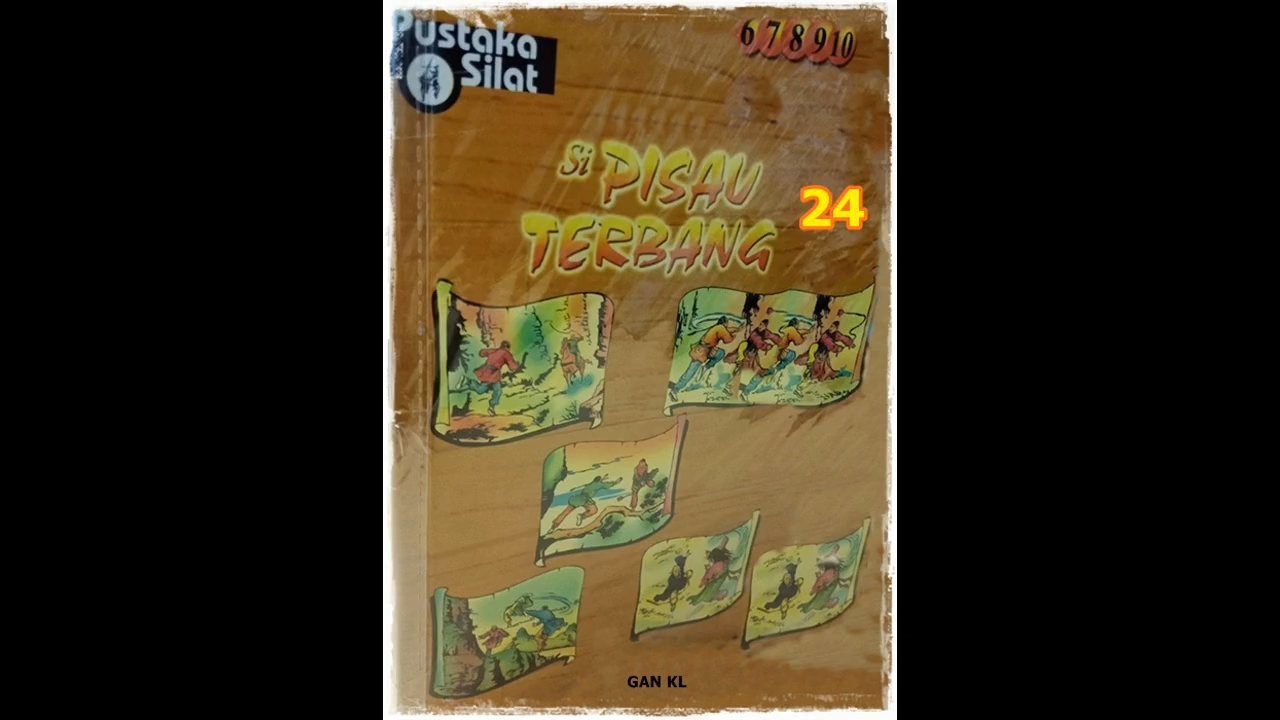 Pustaka
Silat
6 7 8 9 10
Si PISAU
TERBANG
24
GAN KL